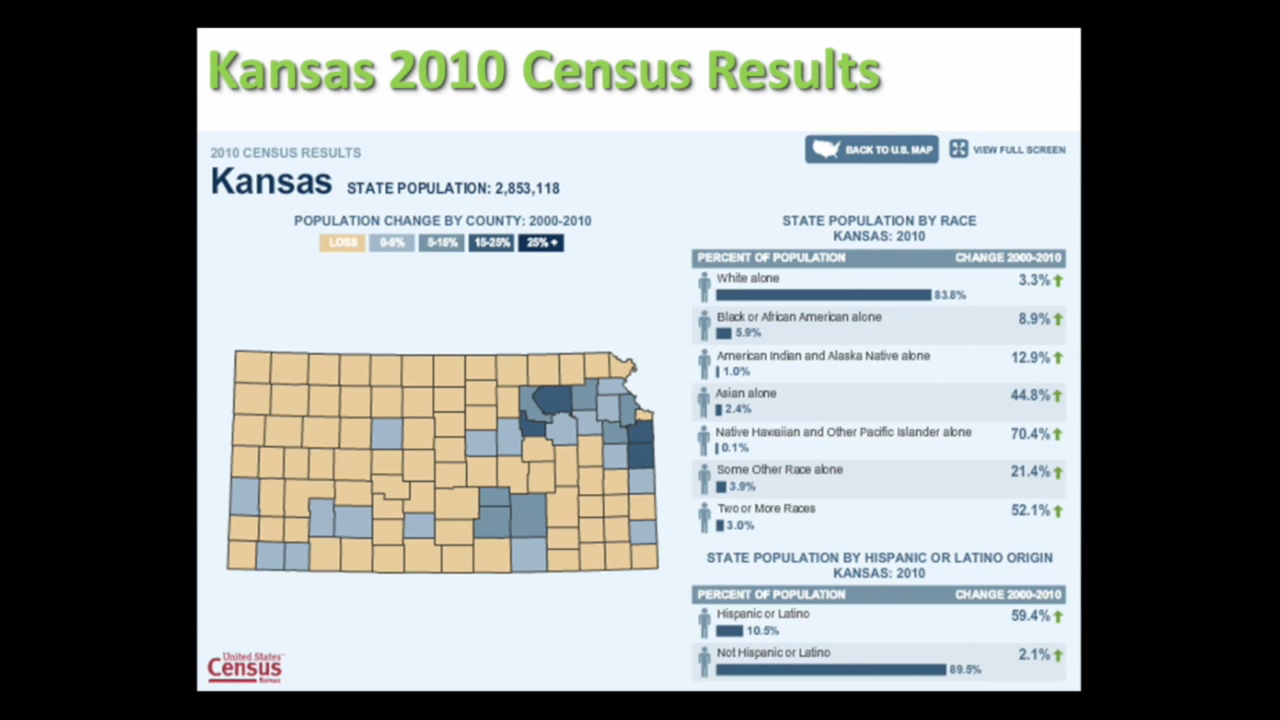 Kansas 2010 Census Results
2010 CENSUS RESULTS
Kansas STATE POPULATION: 2,853,118
BACK TO U.S. MAP
VIEW FULL SCREEN
POPULATION CHANGE BY COUNTY: 2000-2010
LOSS 0-5% 5-15% 15-25% 25% +
STATE POPULATION BY RACE
KANSAS: 2010
PERCENT OF POPULATION CHANGE 2000-2010
White alone 3.3%
83.8%
Black or African American alone 8.9%
5.9%
American Indian and Alaska Native alone 12.9%
1.0%
Asian alone 44.8%
2.4%
Native Hawaiian and Other Pacific Islander alone 70.4%
0.1%
Some Other Race alone 21.4%
3.9%
Two or More Races 52.1%
3.0%
STATE POPULATION BY HISPANIC OR LATINO ORIGIN
KANSAS: 2010
PERCENT OF POPULATION CHANGE 2000-2010
Hispanic or Latino 59.4%
10.5%
Not Hispanic or Latino 2.1%
89.5%
United States
Census
Bureau